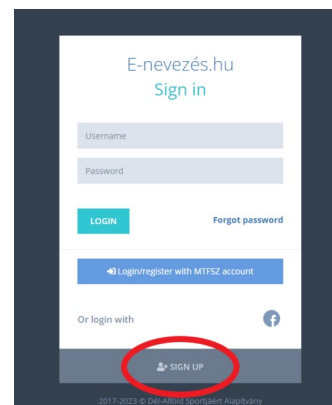 E-nevezés.hu
Sign in
Username
Password
LOGIN Forgot password
Login/register with MTFSZ account
Or login with
SIGN UP
2017-2023 © Dél-Alföld Sportjáért Alapítvány